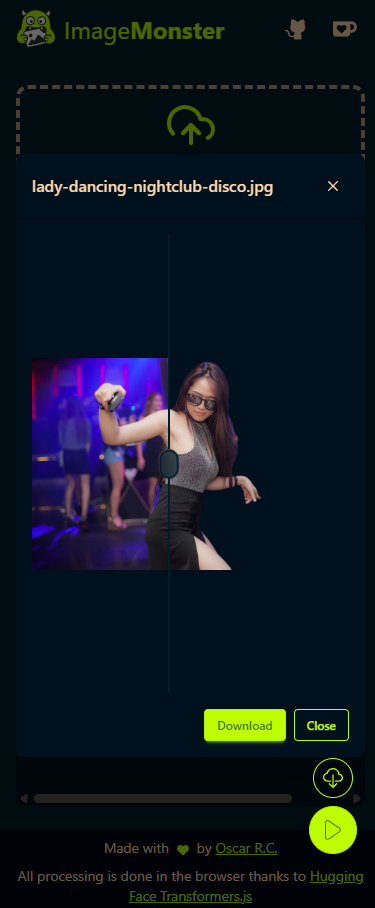 ImageMonster
lady-dancing-nightclub-disco.jpg
Download
Close
Made with by Oscar R.C.
All processing is done in the browser thanks to Hugging
Face Transformers.js